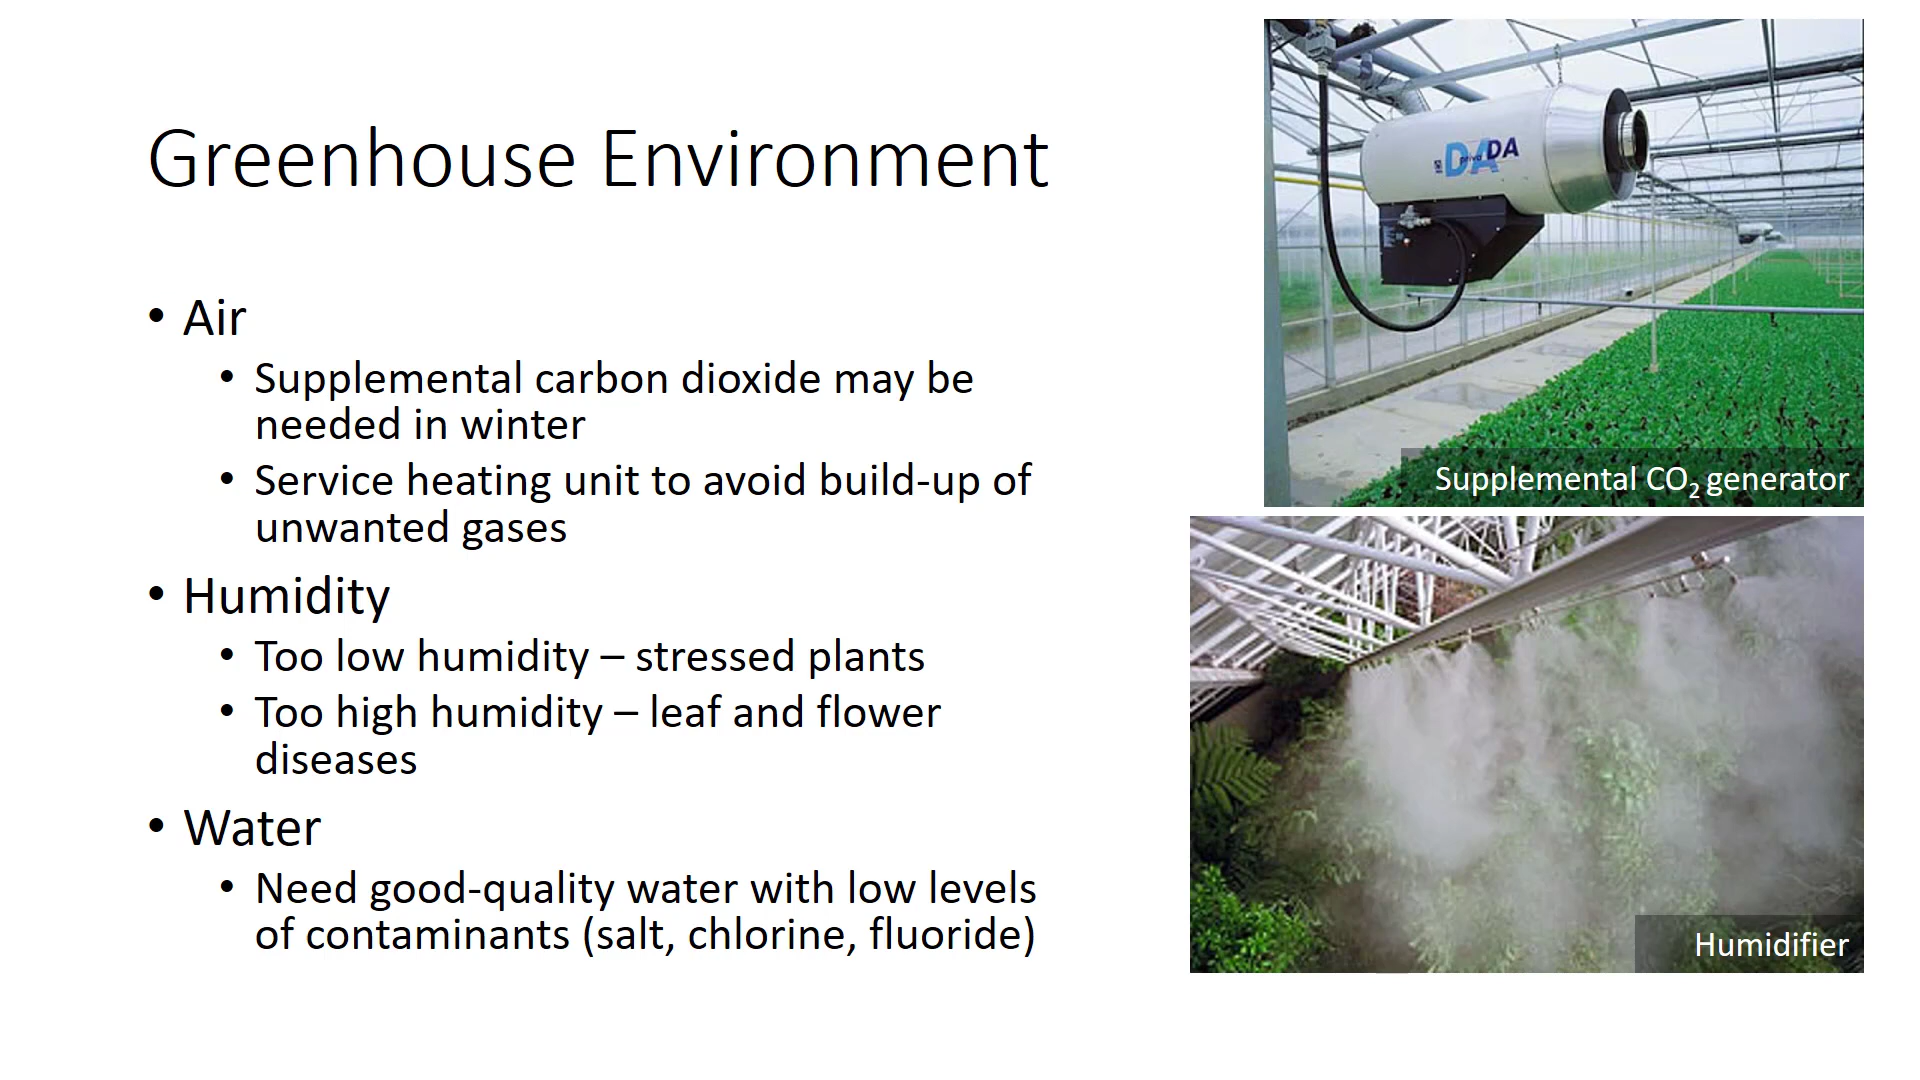 Greenhouse Environment
• Air
• Supplemental carbon dioxide may be
needed in winter
• Service heating unit to avoid build-up of
unwanted gases
• Humidity
• Too low humidity – stressed plants
• Too high humidity – leaf and flower
diseases
• Water
• Need good-quality water with low levels
of contaminants (salt, chlorine, fluoride)
priva
DADA
Supplemental CO₂ generator
Humidifier